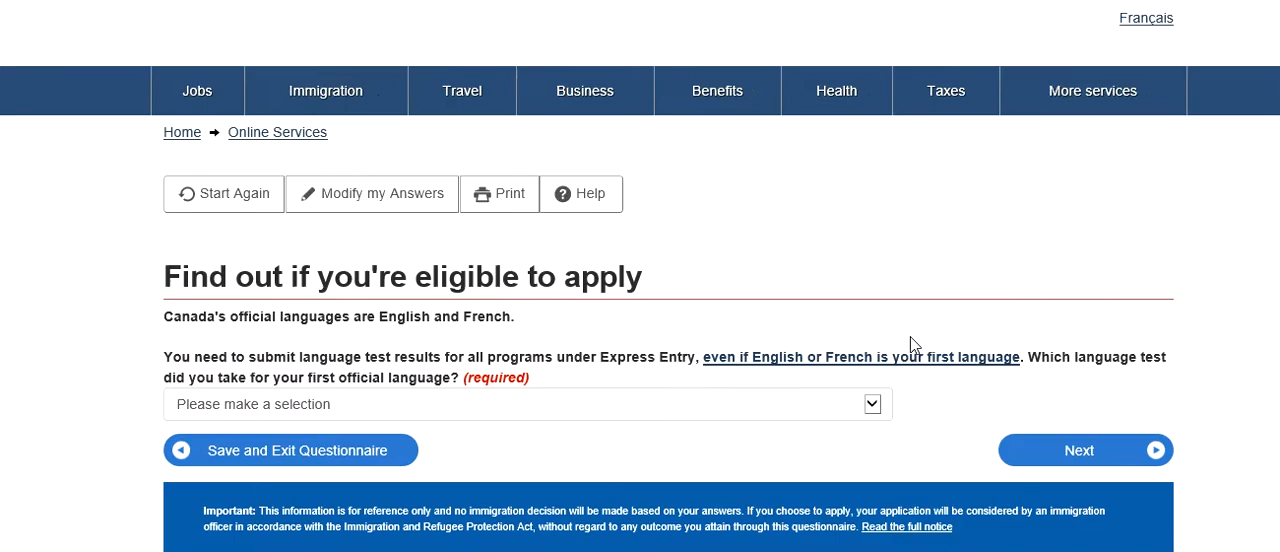 Français
Jobs Immigration Travel Business Benefits Health Taxes More services
Home Online Services
Start Again Modify my Answers Print Help
Find out if you're eligible to apply
Canada's official languages are English and French.
You need to submit language test results for all programs under Express Entry, even if English or French is your first language. Which language test
did you take for your first official language? (required)
Please make a selection
Save and Exit Questionnaire Next
Important: This information is for reference only and no immigration decision will be made based on your answers. If you choose to apply, your application will be considered by an immigration
officer in accordance with the Immigration and Refugee Protection Act, without regard to any outcome you attain through this questionnaire. Read the full notice